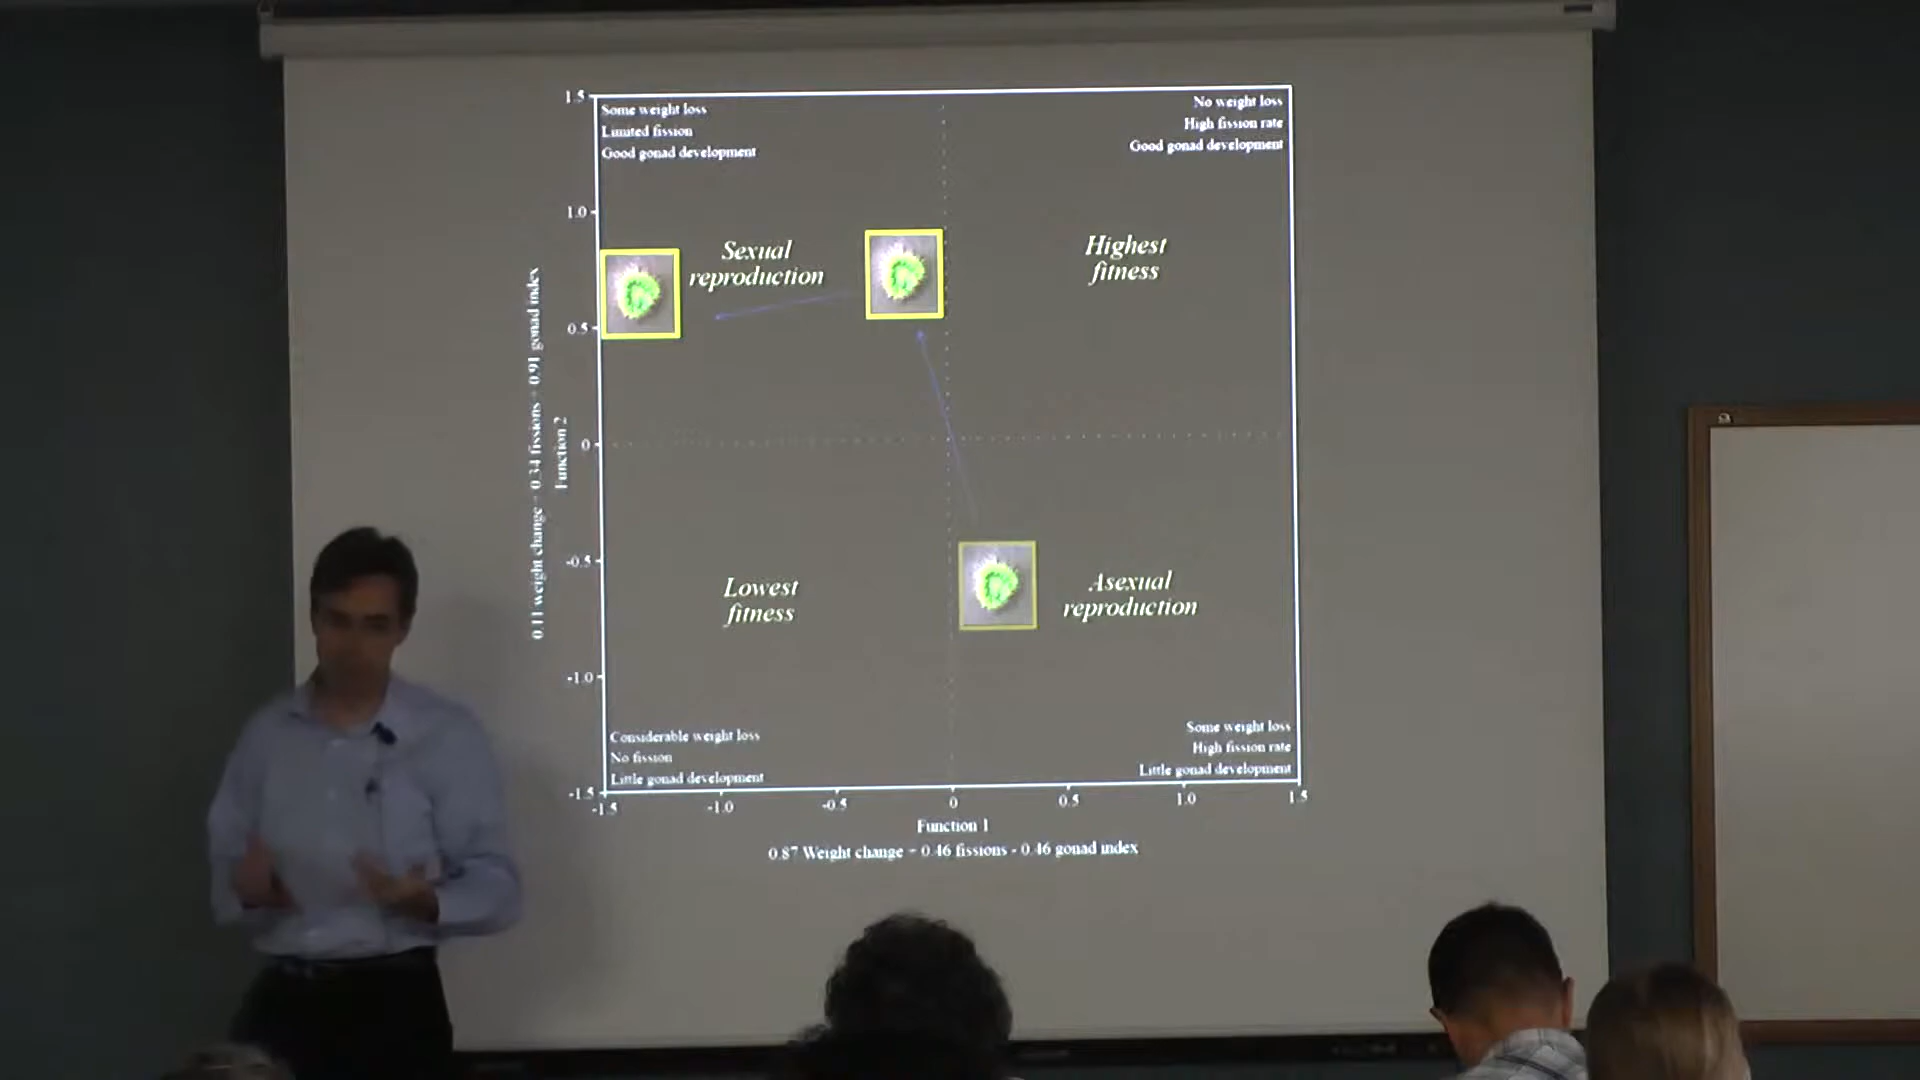 1.5
Some weight loss
Limited fission
Good gonad development
No weight loss
High fission rate
Good gonad development
1.0
Sexual
reproduction
Highest
fitness
0.5
0
-0.5
-1.0
-1.5
0.11 weight change - 0.34 fissions + 0.91 gonad index
Function 2
Lowest
fitness
Asexual
reproduction
Considerable weight loss
No fission
Little gonad development
Some weight loss
High fission rate
Little gonad development
-1.5 -1.0 -0.5 0 0.5 1.0 1.5
Function 1
0.87 Weight change + 0.46 fissions - 0.46 gonad index